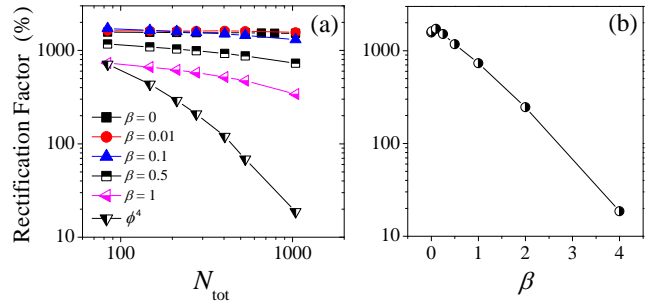 (a)
(b)
Rectification Factor (%)
1000
100
10
β = 0
β = 0.01
β = 0.1
β = 0.5
β = 1
ϕ⁴
100
1000
N_tot
1000
100
10
0
1
2
3
4
β